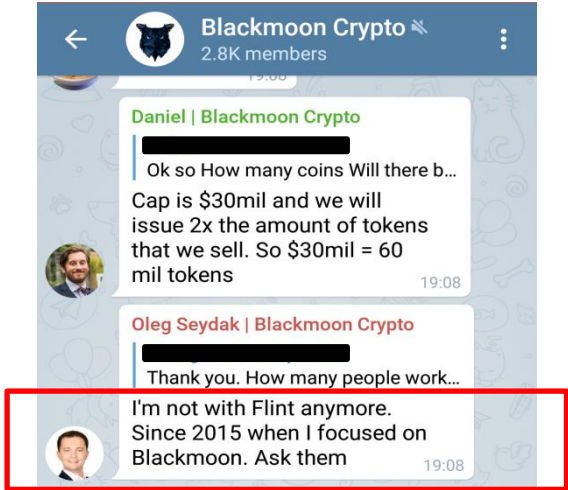 Blackmoon Crypto
2.8K members
19:08
Daniel | Blackmoon Crypto
Ok so How many coins Will there b...
Cap is $30mil and we will
issue 2x the amount of tokens
that we sell. So $30mil = 60
mil tokens
19:08
Oleg Seydak | Blackmoon Crypto
Thank you. How many people work...
I'm not with Flint anymore.
Since 2015 when I focused on
Blackmoon. Ask them
19:08